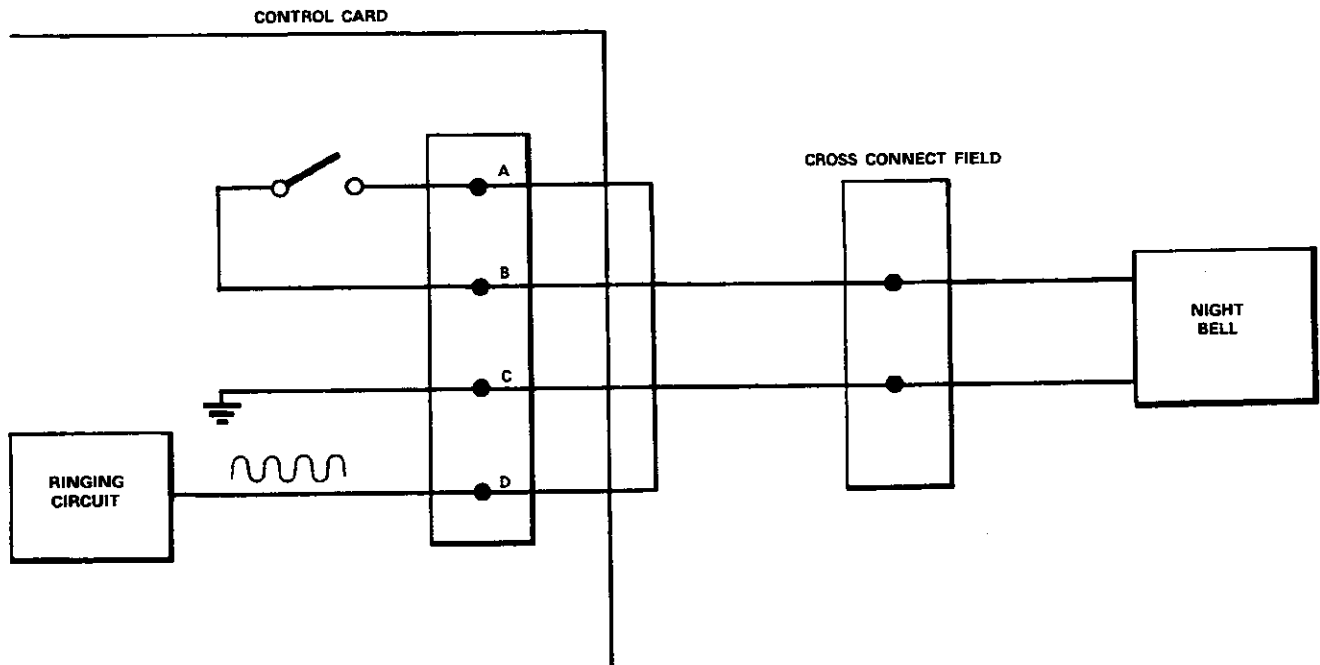 CONTROL CARD
A
CROSS CONNECT FIELD
B
NIGHT
BELL
C
RINGING
CIRCUIT
D